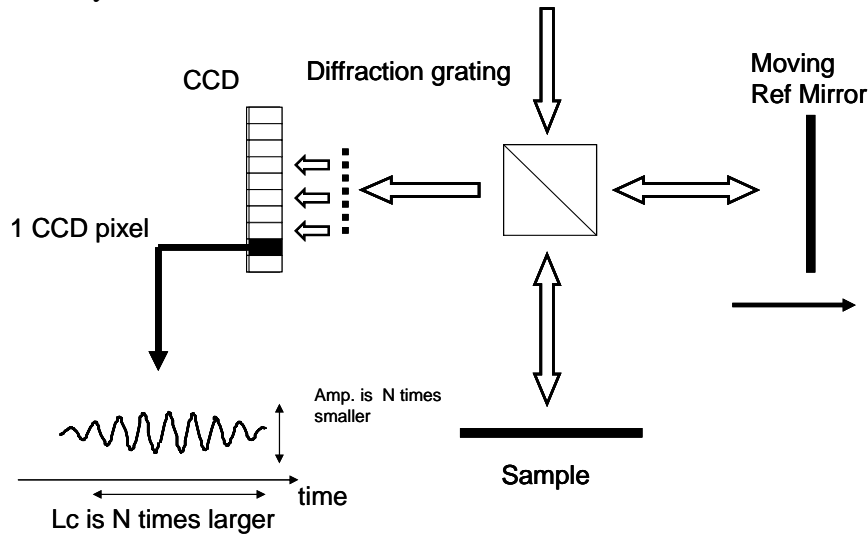 CCD
Diffraction grating
Moving
Ref Mirror
1 CCD pixel
Amp. is N times
smaller
time
Lc is N times larger
Sample